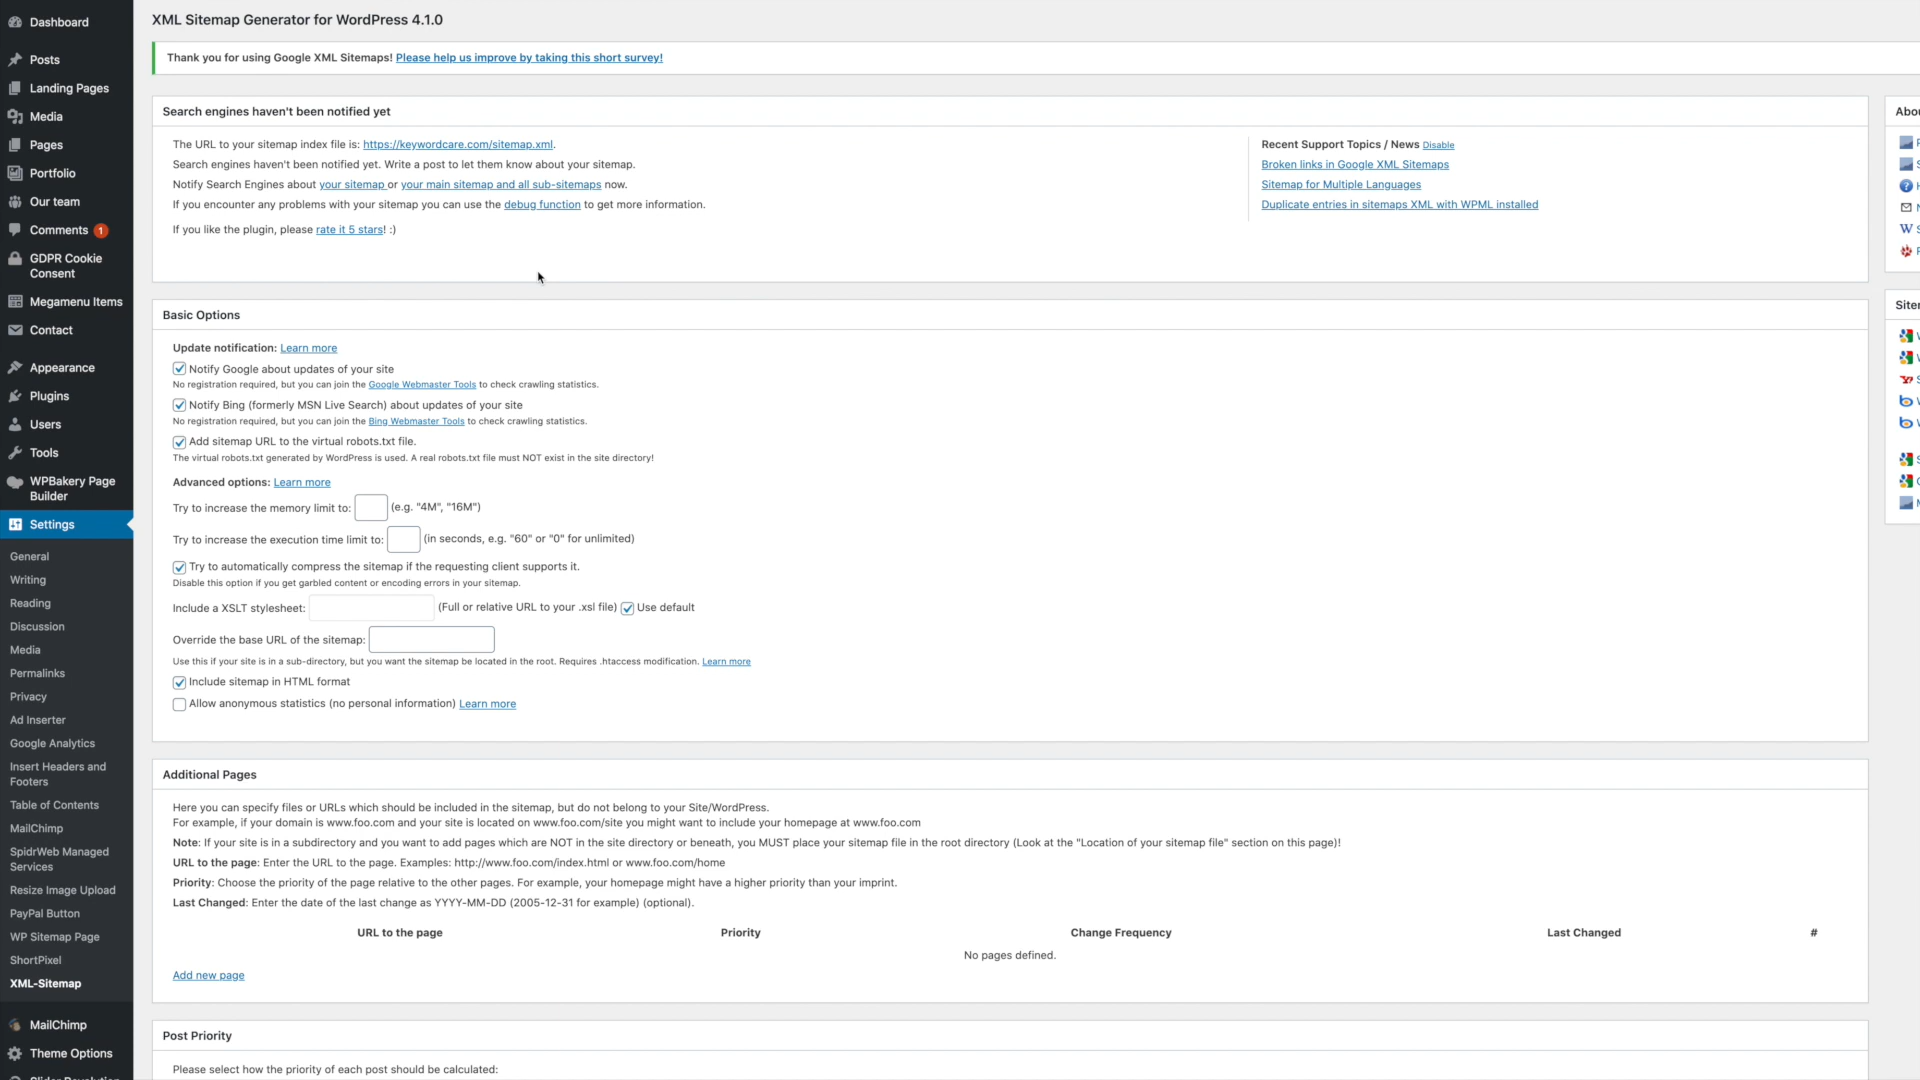 Dashboard
Posts
Landing Pages
Media
Pages
Portfolio
Our team
Comments 1
GDPR Cookie
Consent
Megamenu Items
Contact
Appearance
Plugins
Users
Tools
WPBakery Page
Builder
Settings
General
Writing
Reading
Discussion
Media
Permalinks
Privacy
Ad Inserter
Google Analytics
Insert Headers and
Footers
Table of Contents
MailChimp
SpidrWeb Managed
Services
Resize Image Upload
PayPal Button
WP Sitemap Page
ShortPixel
XML-Sitemap
MailChimp
Theme Options
XML Sitemap Generator for WordPress 4.1.0
Thank you for using Google XML Sitemaps! Please help us improve by taking this short survey!
Search engines haven't been notified yet
The URL to your sitemap index file is: https://keywordcare.com/sitemap.xml.
Search engines haven't been notified yet. Write a post to let them know about your sitemap.
Notify Search Engines about your sitemap or your main sitemap and all sub-sitemaps now.
If you encounter any problems with your sitemap you can use the debug function to get more information.
If you like the plugin, please rate it 5 stars! :)
Recent Support Topics / News Disable
Broken links in Google XML Sitemaps
Sitemap for Multiple Languages
Duplicate entries in sitemaps XML with WPML installed
Basic Options
Update notification: Learn more
Notify Google about updates of your site
No registration required, but you can join the Google Webmaster Tools to check crawling statistics.
Notify Bing (formerly MSN Live Search) about updates of your site
No registration required, but you can join the Bing Webmaster Tools to check crawling statistics.
Add sitemap URL to the virtual robots.txt file.
The virtual robots.txt generated by WordPress is used. A real robots.txt file must NOT exist in the site directory!
Advanced options: Learn more
Try to increase the memory limit to: (e.g. "4M", "16M")
Try to increase the execution time limit to: (in seconds, e.g. "60" or "0" for unlimited)
Try to automatically compress the sitemap if the requesting client supports it.
Disable this option if you get garbled content or encoding errors in your sitemap.
Include a XSLT stylesheet: (Full or relative URL to your .xsl file) Use default
Override the base URL of the sitemap:
Use this if your site is in a sub-directory, but you want the sitemap be located in the root. Requires .htaccess modification. Learn more
Include sitemap in HTML format
Allow anonymous statistics (no personal information) Learn more
Additional Pages
Here you can specify files or URLs which should be included in the sitemap, but do not belong to your Site/WordPress.
For example, if your domain is www.foo.com and your site is located on www.foo.com/site you might want to include your homepage at www.foo.com
Note: If your site is in a subdirectory and you want to add pages which are NOT in the site directory or beneath, you MUST place your sitemap file in the root directory (Look at the "Location of your sitemap file" section on this page)!
URL to the page: Enter the URL to the page. Examples: http://www.foo.com/index.html or www.foo.com/home
Priority: Choose the priority of the page relative to the other pages. For example, your homepage might have a higher priority than your imprint.
Last Changed: Enter the date of the last change as YYYY-MM-DD (2005-12-31 for example) (optional).
URL to the page Priority Change Frequency Last Changed #
No pages defined.
Add new page
Post Priority
Please select how the priority of each post should be calculated: